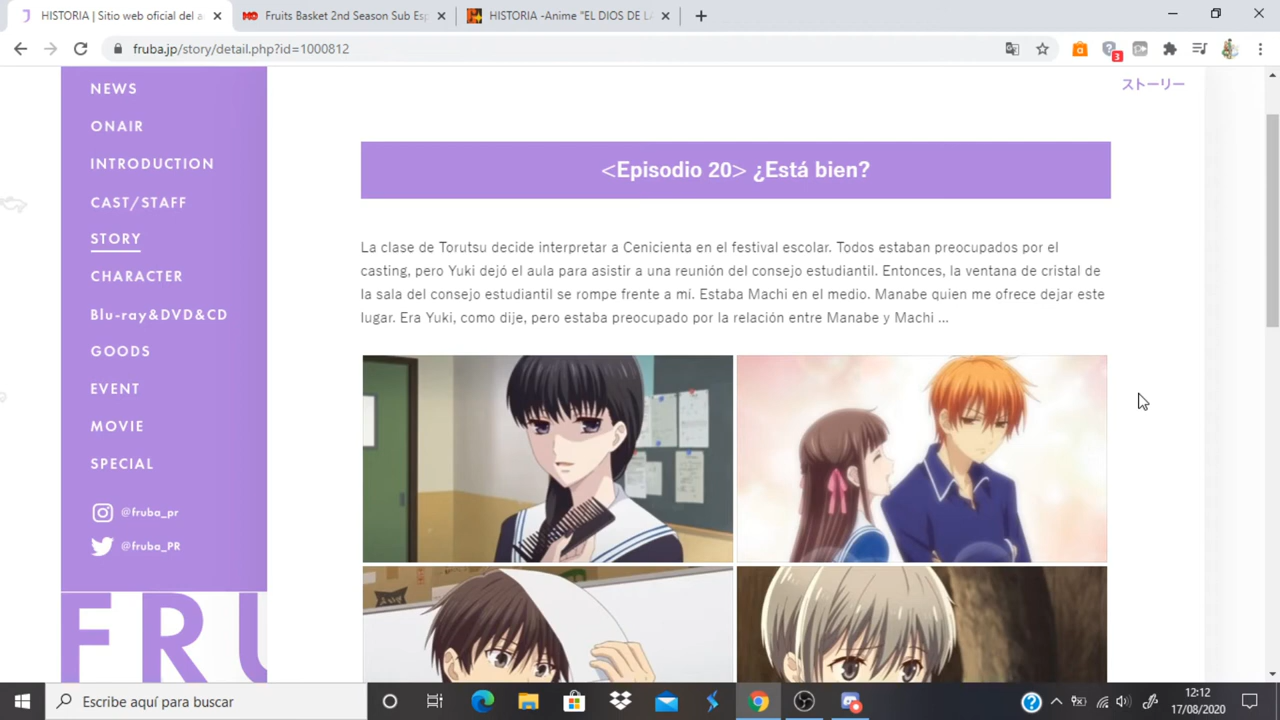 HISTORIA | Sitio web oficial del a
Fruits Basket 2nd Season Sub Esp
HISTORIA -Anime "EL DIOS DE LA
fruba.jp/story/detail.php?id=1000812
3
NEWS
ONAIR
INTRODUCTION
CAST/STAFF
STORY
CHARACTER
Blu-ray&DVD&CD
GOODS
EVENT
MOVIE
SPECIAL
@fruba_pr
@fruba_PR
FRU
ストーリー
<Episodio 20> ¿Está bien?
La clase de Torutsu decide interpretar a Cenicienta en el festival escolar. Todos estaban preocupados por el
casting, pero Yuki dejó el aula para asistir a una reunión del consejo estudiantil. Entonces, la ventana de cristal de
la sala del consejo estudiantil se rompe frente a mí. Estaba Machi en el medio. Manabe quien me ofrece dejar este
lugar. Era Yuki, como dije, pero estaba preocupado por la relación entre Manabe y Machi ...
Escribe aquí para buscar
12:12
17/08/2020